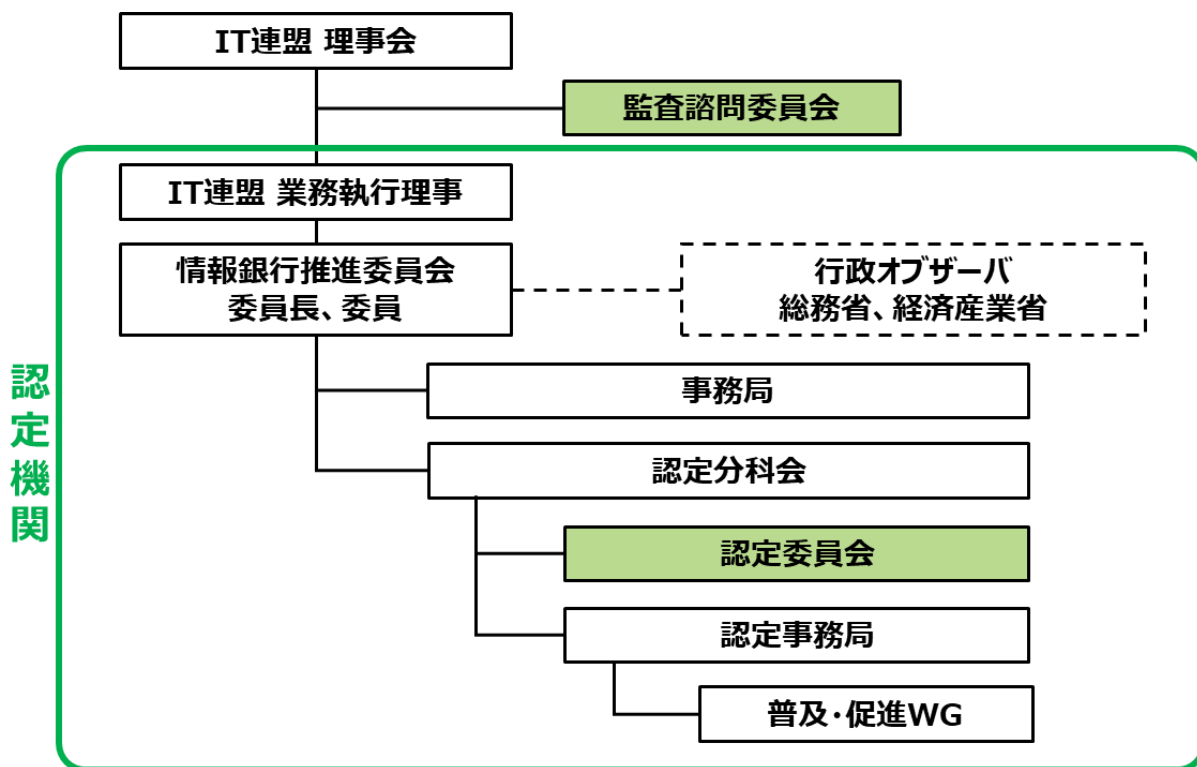 IT連盟 理事会
監査諮問委員会
IT連盟 業務執行理事
情報銀行推進委員会
委員長、委員
行政オブザーバ
総務省、経済産業省
事務局
認定分科会
認定委員会
認定事務局
普及・促進WG
認定機関